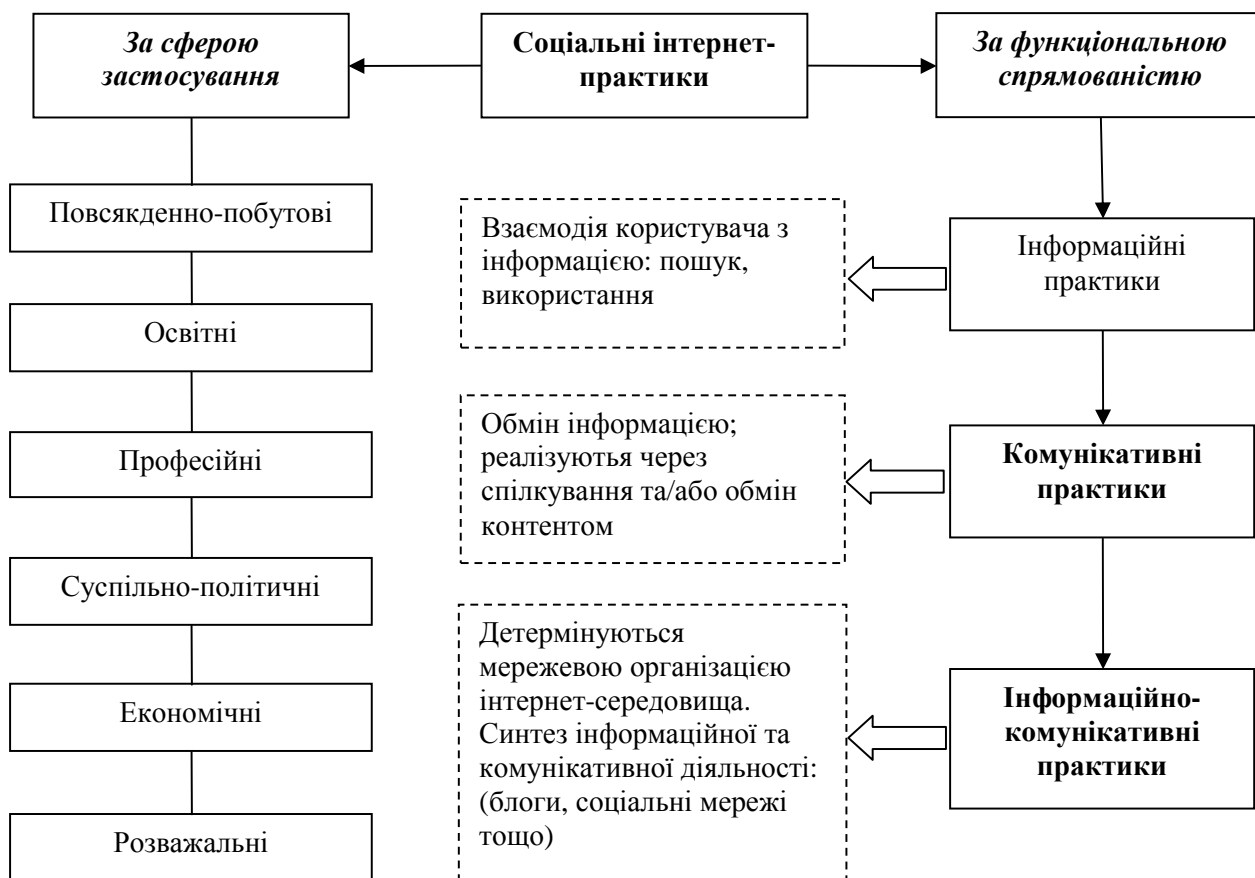 За сферою
застосування
Соціальні інтернет-
практики
За функціональною
спрямованістю
Повсякденно-побутові
Освітні
Професійні
Суспільно-політичні
Економічні
Розважальні
Взаємодія користувача з
інформацією: пошук,
використання
Інформаційні
практики
Обмін інформацією;
реалізуютья через
спілкування та/або обмін
контентом
Комунікативні
практики
Детермінуються
мережевою організацією
інтернет-середовища.
Синтез інформаційної та
комунікативної діяльності:
(блоги, соціальні мережі
тощо)
Інформаційно-
комунікативні
практики